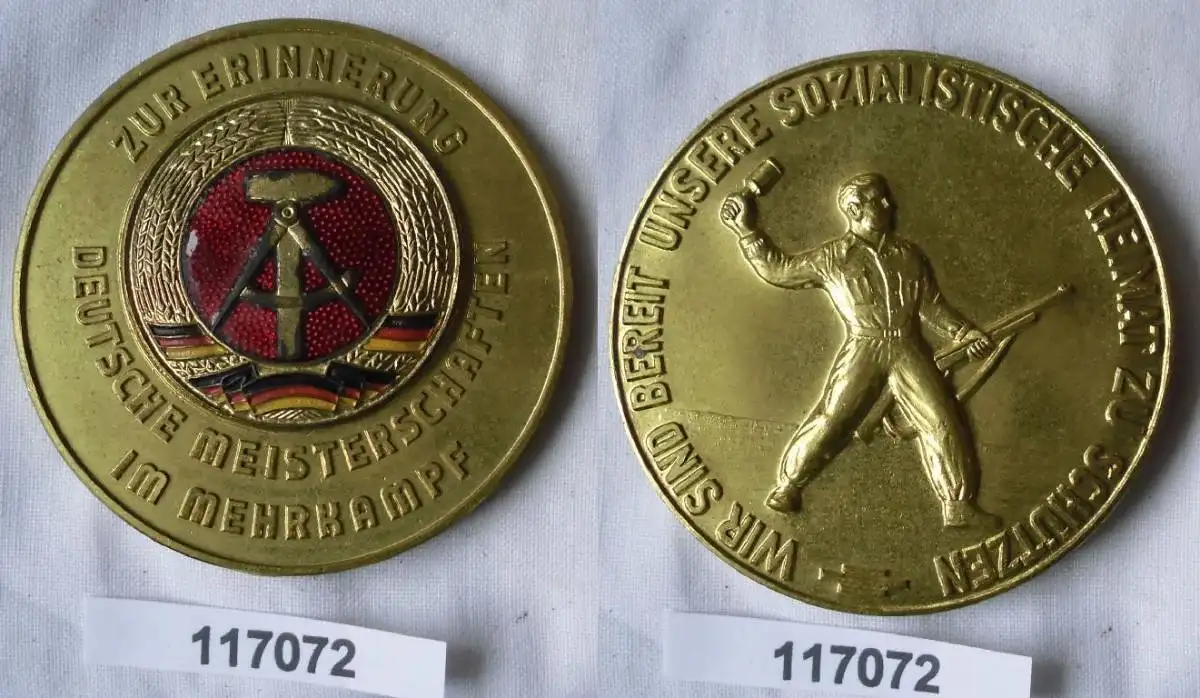 ZUR ERINNERUNG
DEUTSCHE MEISTERSCHAFTEN
IM MEHRKAMPF
117072
WIR SIND BEREIT UNSERE SOZIALISTISCHE HEIMAT ZU SCHÜTZEN
117072